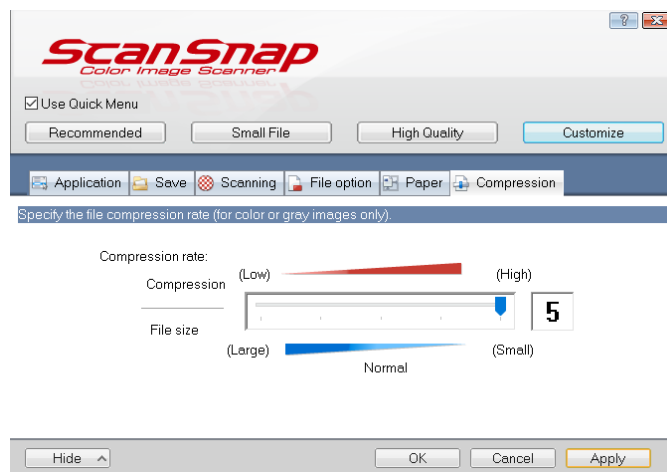 ScanSnap
Color Image Scanner
Use Quick Menu
Recommended Small File High Quality Customize
Application Save Scanning File option Paper Compression
Specify the file compression rate (for color or gray images only).
Compression rate:
(Low) (High)
Compression
5
File size
(Large) (Small)
Normal
Hide OK Cancel Apply